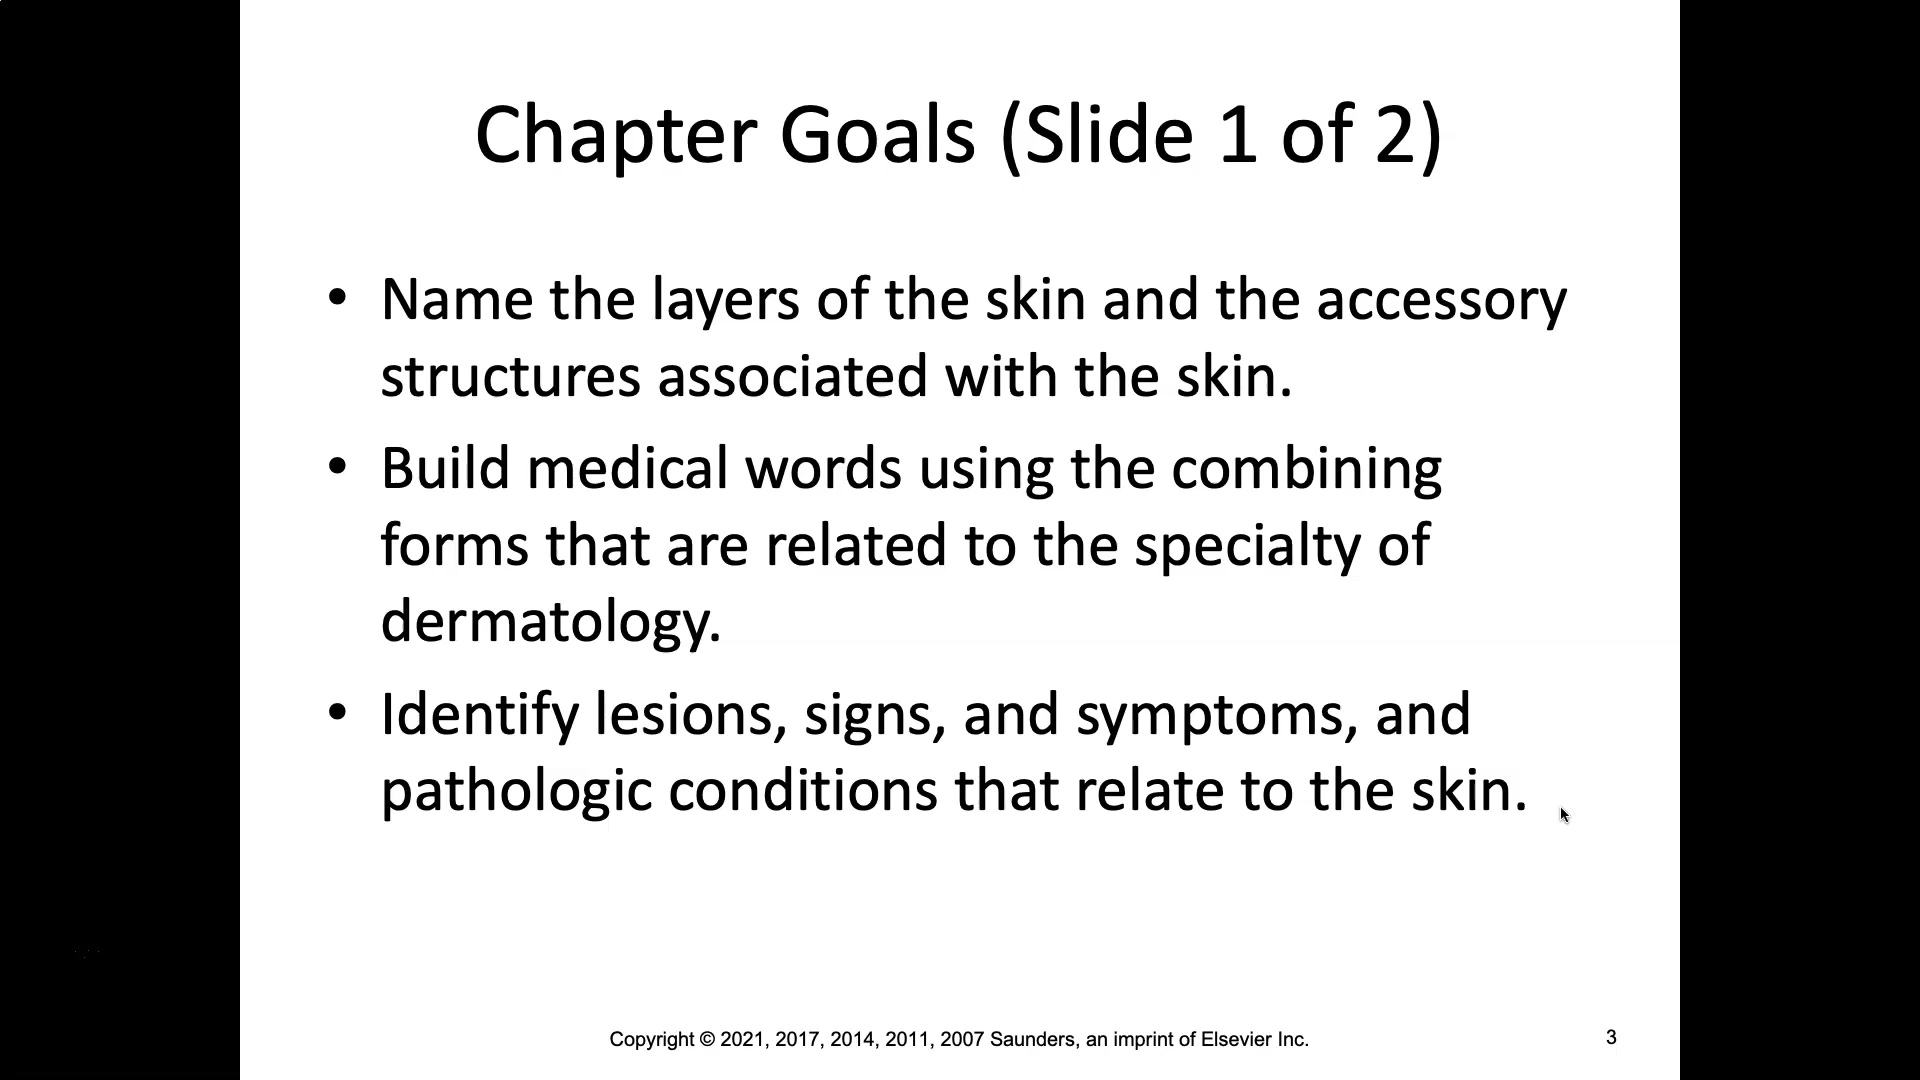 Chapter Goals (Slide 1 of 2)
• Name the layers of the skin and the accessory
structures associated with the skin.
• Build medical words using the combining
forms that are related to the specialty of
dermatology.
• Identify lesions, signs, and symptoms, and
pathologic conditions that relate to the skin.
Copyright © 2021, 2017, 2014, 2011, 2007 Saunders, an imprint of Elsevier Inc.
3